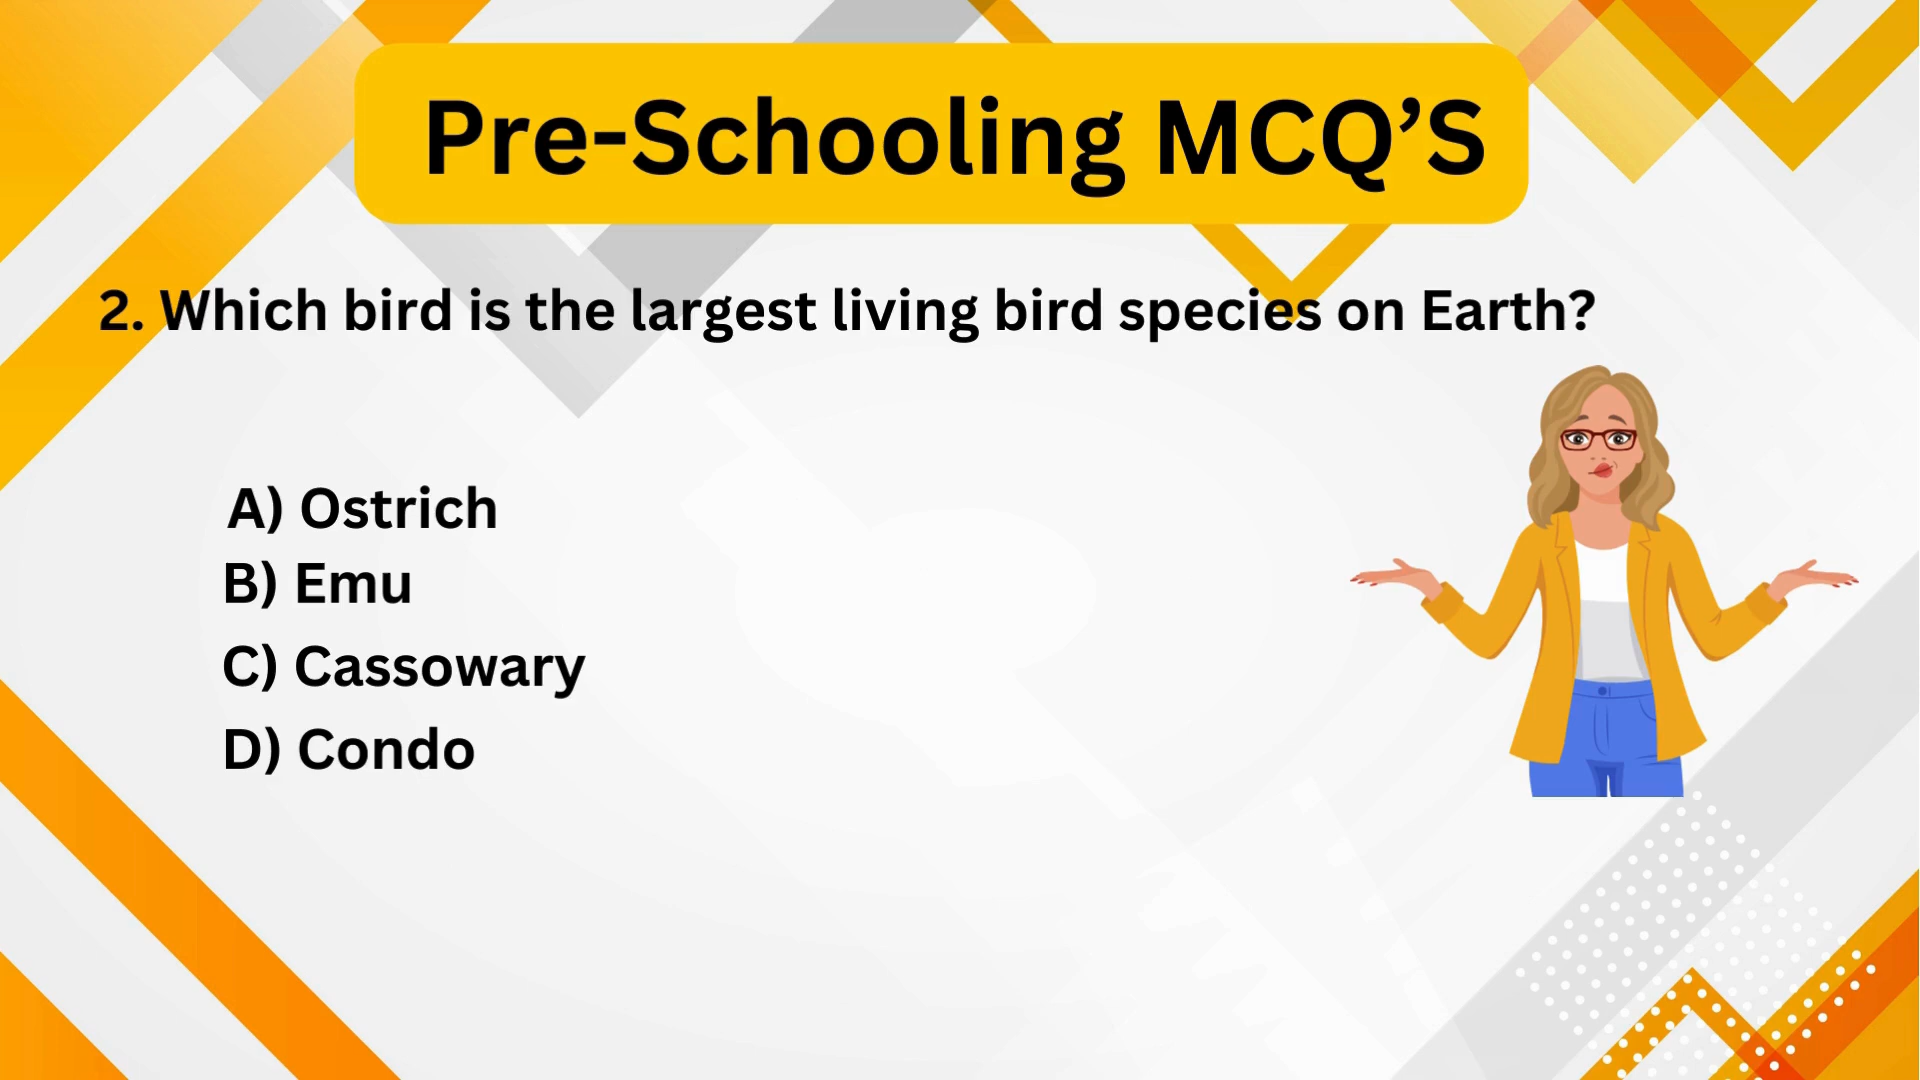 Pre-Schooling MCQ’S
2. Which bird is the largest living bird species on Earth?
A) Ostrich
B) Emu
C) Cassowary
D) Condo